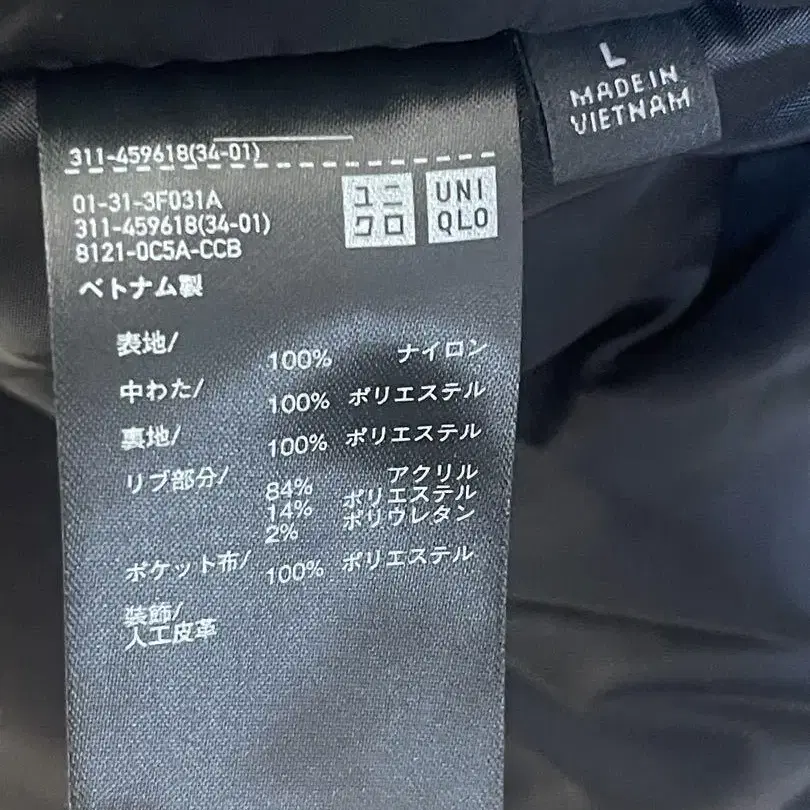 L
MADE IN
VIETNAM
311-459618(34-01)
01-31-3F031A
311-459618(34-01)
8121-0C5A-CCB
ユニ
クロ
UNI
QLO
ベトナム製
表地/
100% ナイロン
中わた/
100% ポリエステル
裏地/
100% ポリエステル
リブ部分/
84% アクリル
14% ポリエステル
2% ポリウレタン
ポケット布/
100% ポリエステル
装飾/
人工皮革